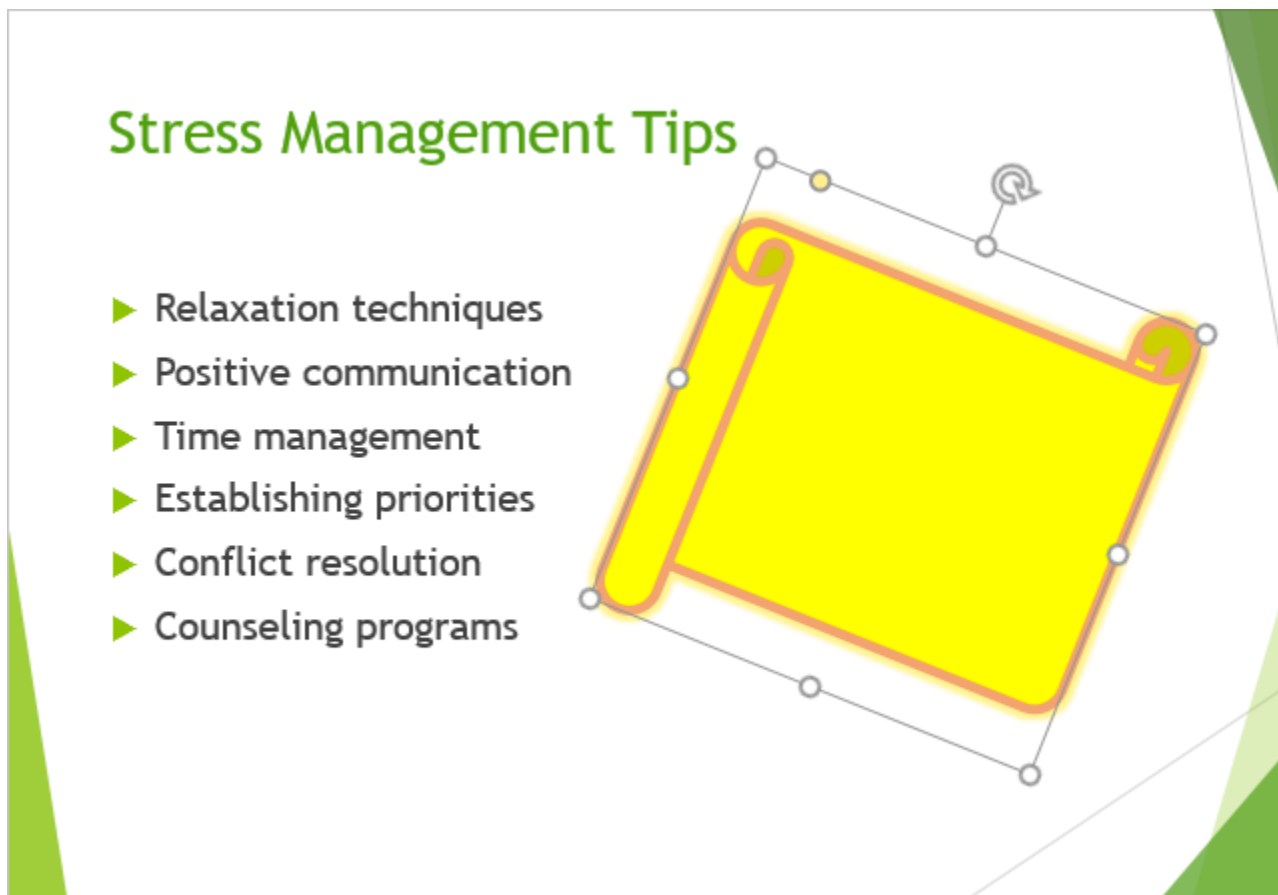 Stress Management Tips
Relaxation techniques
Positive communication
Time management
Establishing priorities
Conflict resolution
Counseling programs